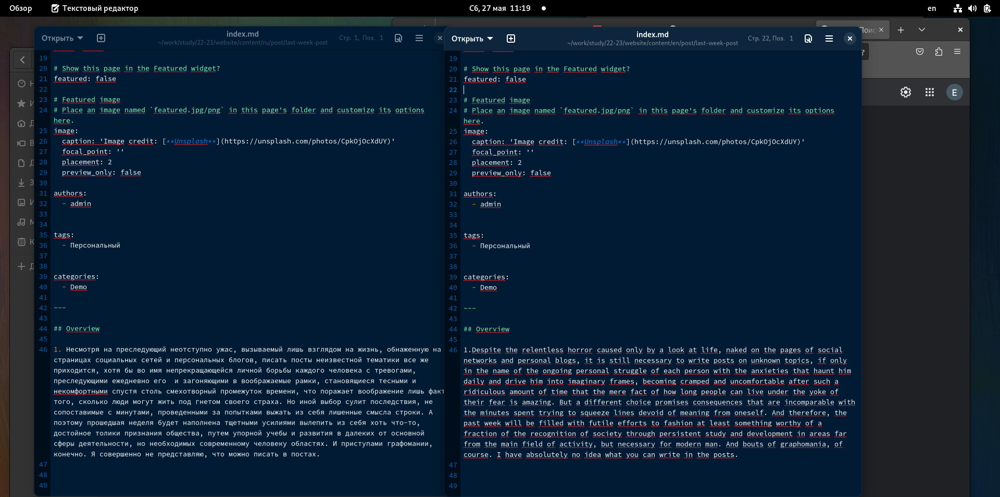 Обзор
Текстовый редактор
Сб, 27 мая 11:19
en
Открыть
index.md
~/work/study/22-23/website/content/ru/post/last-week-post
Стр. 1, Поз. 1
19
20 # Show this page in the Featured widget?
21 featured: false
22
23 # Featured image
24 # Place an image named `featured.jpg/png` in this page's folder and customize its options
here.
25 image:
26 caption: 'Image credit: [**Unsplash**](https://unsplash.com/photos/CpkOjOcXdUY)'
27 focal_point: ''
28 placement: 2
29 preview_only: false
30
31 authors:
32 - admin
33
34
35 tags:
36 - Персональный
37
38
39 categories:
40 - Demo
41
42 ---
43
44 ## Overview
45
46 1. Несмотря на преследующий неотступно ужас, вызываемый лишь взглядом на жизнь, обнаженную на
страницах социальных сетей и персональных блогов, писать посты неизвестной тематики все же
приходится, хотя бы во имя непрекращающейся личной борьбы каждого человека с тревогами,
преследующими ежедневно его  и загоняющими в воображаемые рамки, становящиеся тесными и
некомфортными спустя столь смехотворный промежуток времени, что поражает воображение лишь факт
того, сколько люди могут жить под гнетом своего страха. Но иной выбор сулит последствия, не
сопоставимые с минутами, проведенными за попытками выжать из себя лишенные смысла строки. А
поэтому прошедшая неделя будет наполнена тщетными усилиями вылепить из себя хоть что-то,
достойное толики признания общества, путем упорной учебы и развития в далеких от основной
сферы деятельности, но необходимых современному человеку областях. И приступами графомании,
конечно. Я совершенно не представляю, что можно писать в постах.
47
48
49
Открыть
index.md
~/work/study/22-23/website/content/en/post/last-week-post
Стр. 22, Поз. 1
19
20 # Show this page in the Featured widget?
21 featured: false
22
23 # Featured image
24 # Place an image named `featured.jpg/png` in this page's folder and customize its options
here.
25 image:
26 caption: 'Image credit: [**Unsplash**](https://unsplash.com/photos/CpkOjOcXdUY)'
27 focal_point: ''
28 placement: 2
29 preview_only: false
30
31 authors:
32 - admin
33
34
35 tags:
36 - Персональный
37
38
39 categories:
40 - Demo
41
42 ---
43
44 ## Overview
45
46 1.Despite the relentless horror caused only by a look at life, naked on the pages of social
networks and personal blogs, it is still necessary to write posts on unknown topics, if only
in the name of the ongoing personal struggle of each person with the anxieties that haunt him
daily and drive him into imaginary frames, becoming cramped and uncomfortable after such a
ridiculous amount of time that the mere fact of how long people can live under the yoke of
their fear is amazing. But a different choice promises consequences that are incomparable with
the minutes spent trying to squeeze lines devoid of meaning from oneself. And therefore, the
past week will be filled with futile efforts to fashion at least something worthy of a
fraction of the recognition of society through persistent study and development in areas far
from the main field of activity, but necessary for modern man. And bouts of graphomania, of
course. I have absolutely no idea what you can write in the posts.
47
48
49
E